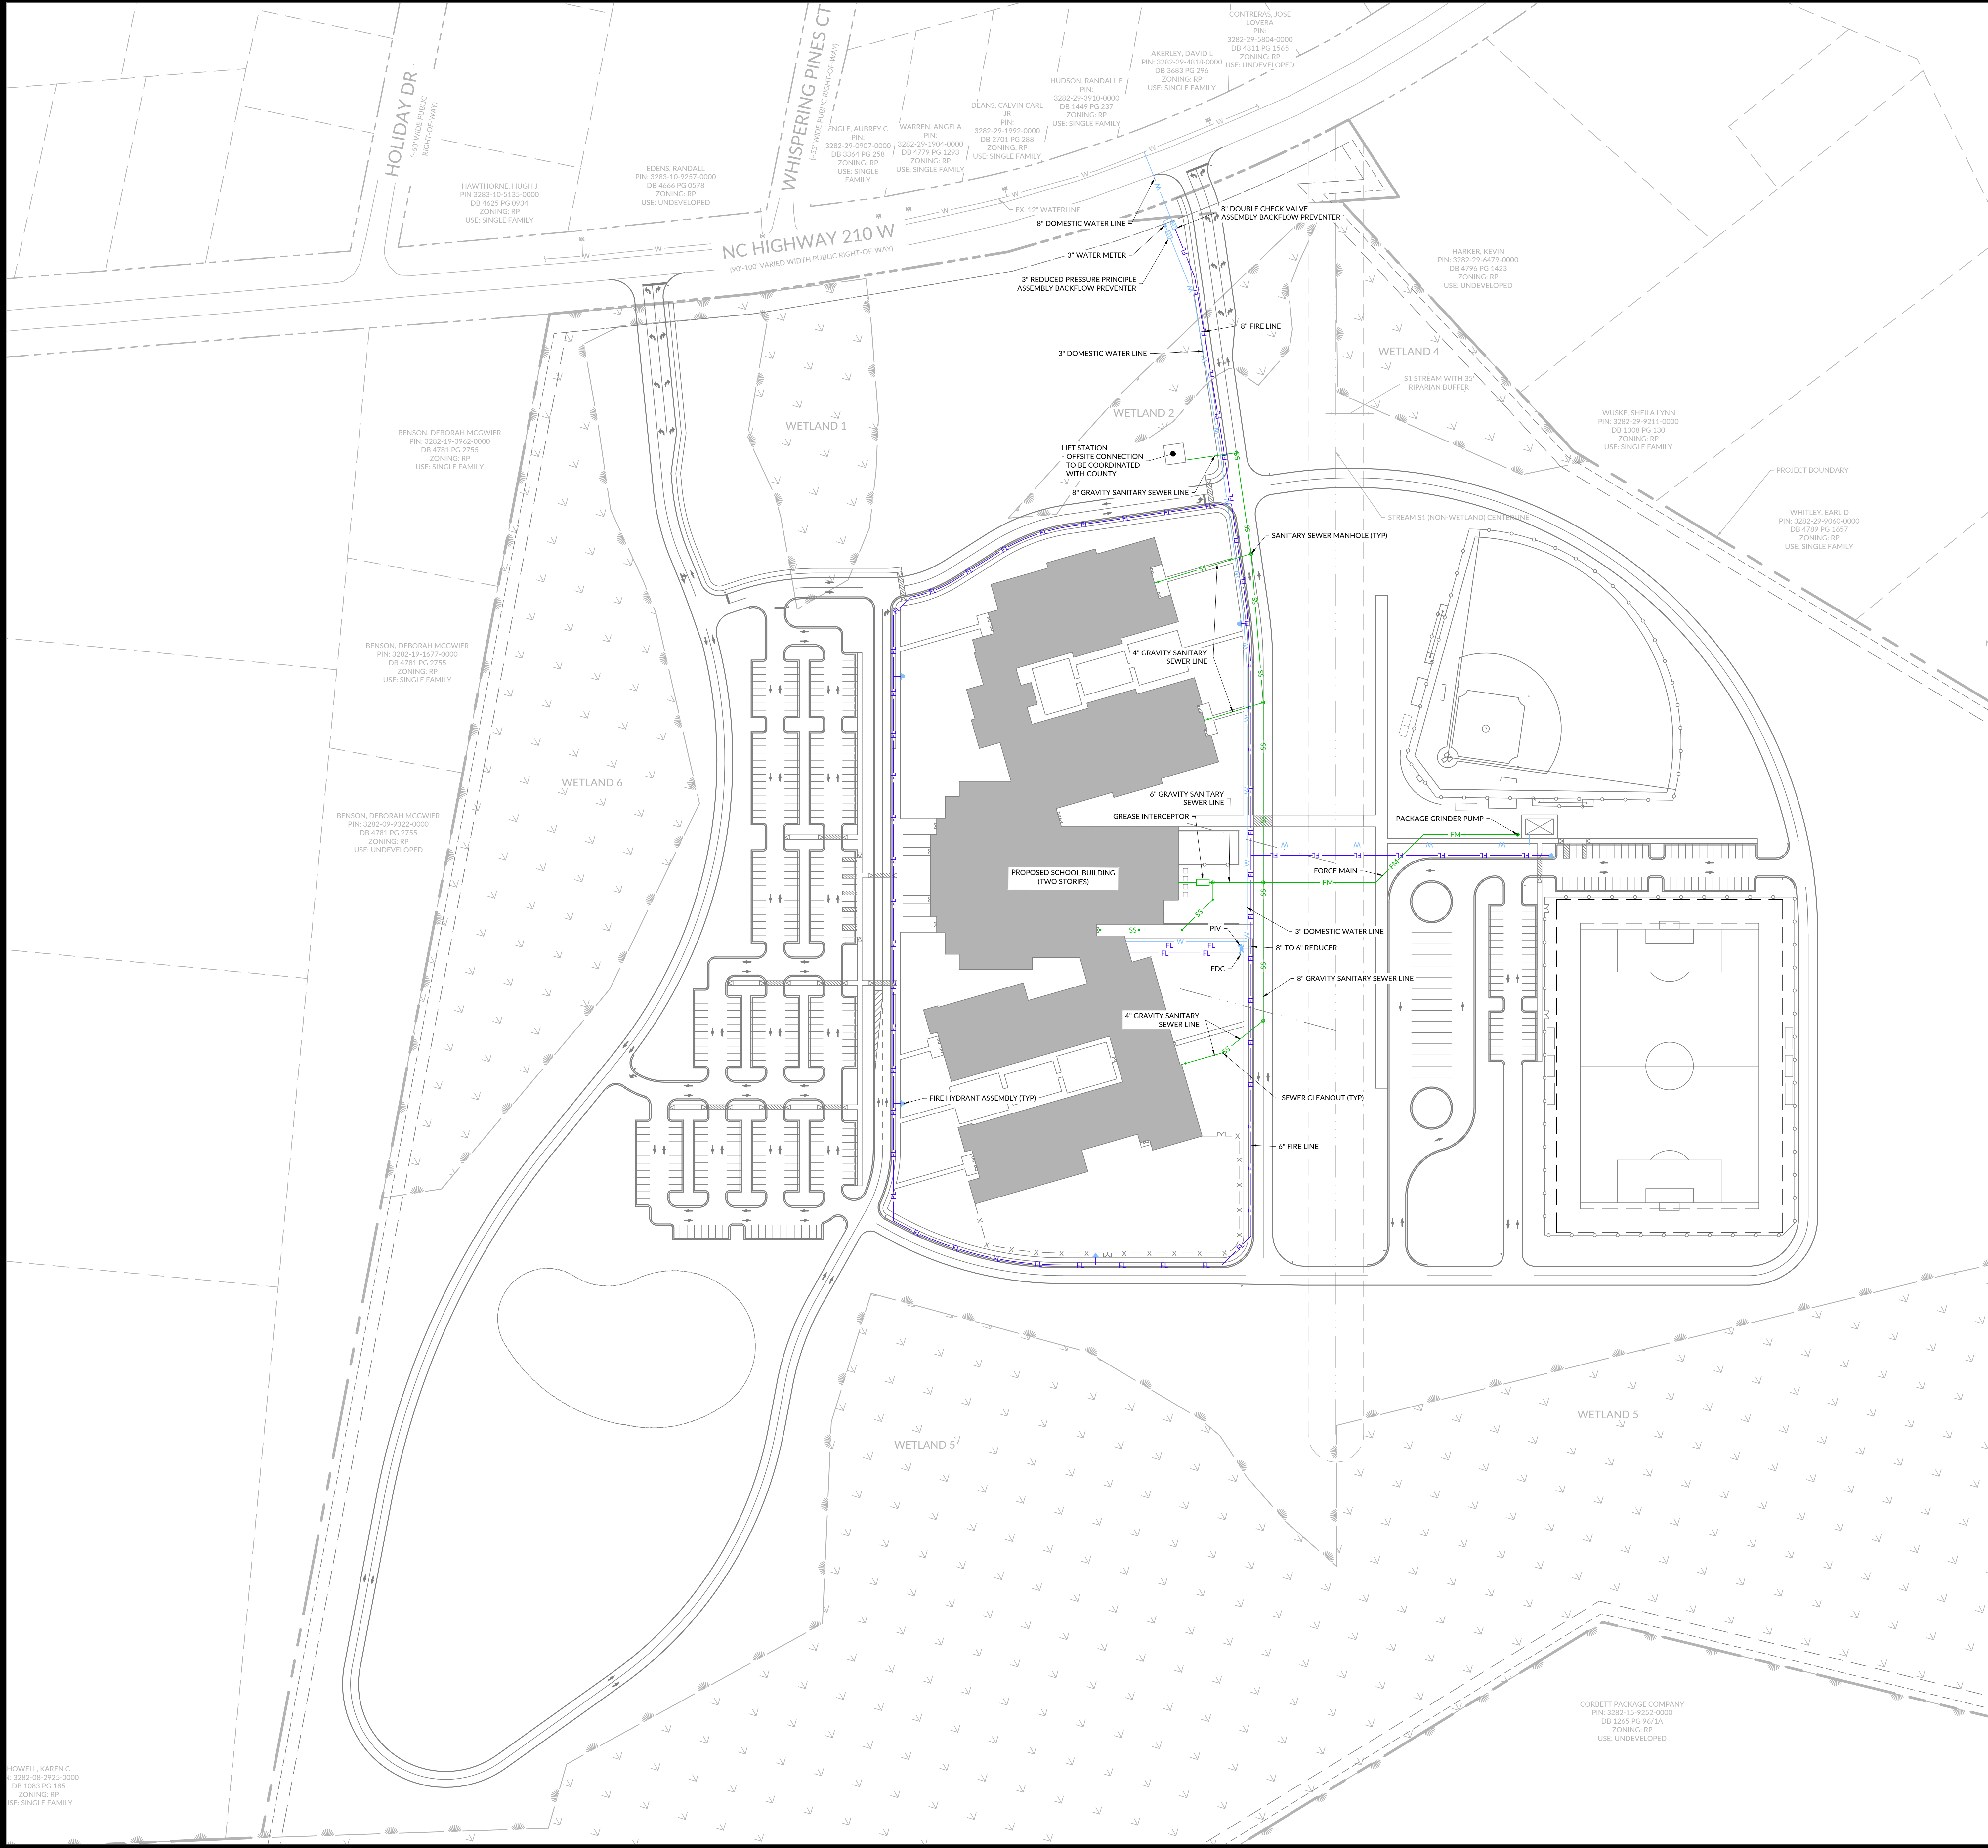 CONTRERAS, JOSE
LOVERA
PIN:
3282-29-5804-0000
DB 4811 PG 1565
ZONING: RP
USE: UNDEVELOPED
AKERLEY, DAVID L
PIN: 3282-29-4818-0000
DB 3683 PG 296
ZONING: RP
USE: SINGLE FAMILY
HUDSON, RANDALL E
PIN:
3282-29-3910-0000
DB 1449 PG 237
ZONING: RP
USE: SINGLE FAMILY
DEANS, CALVIN CARL
JR
PIN:
3282-29-1992-0000
DB 2701 PG 288
ZONING: RP
USE: SINGLE FAMILY
WARREN, ANGELA
PIN:
3282-29-1904-0000
DB 4779 PG 1293
ZONING: RP
USE: SINGLE FAMILY
ENGLE, AUBREY C
PIN:
3282-29-0907-0000
DB 3364 PG 258
ZONING: RP
USE: SINGLE
FAMILY
WHISPERING PINES CT
(~55' WIDE PUBLIC RIGHT-OF-WAY)
HOLIDAY DR
(~60' WIDE PUBLIC
RIGHT-OF-WAY)
EDENS, RANDALL
PIN: 3283-10-9257-0000
DB 4666 PG 0578
ZONING: RP
USE: UNDEVELOPED
HAWTHORNE, HUGH J
PIN 3283-10-5135-0000
DB 4625 PG 0934
ZONING: RP
USE: SINGLE FAMILY
NC HIGHWAY 210 W
(90'-100' VARIED WIDTH PUBLIC RIGHT-OF-WAY)
EX. 12" WATERLINE
8" DOMESTIC WATER LINE
8" DOUBLE CHECK VALVE
ASSEMBLY BACKFLOW PREVENTER
3" WATER METER
3" REDUCED PRESSURE PRINCIPLE
ASSEMBLY BACKFLOW PREVENTER
HARKER, KEVIN
PIN: 3282-29-6479-0000
DB 4796 PG 1423
ZONING: RP
USE: UNDEVELOPED
8" FIRE LINE
3" DOMESTIC WATER LINE
WETLAND 4
S1 STREAM WITH 35'
RIPARIAN BUFFER
WETLAND 2
WETLAND 1
WUSKE, SHEILA LYNN
PIN: 3282-29-9211-0000
DB 1308 PG 130
ZONING: RP
USE: SINGLE FAMILY
BENSON, DEBORAH MCGWIER
PIN: 3282-19-3962-0000
DB 4781 PG 2755
ZONING: RP
USE: SINGLE FAMILY
LIFT STATION
- OFFSITE CONNECTION
TO BE COORDINATED
WITH COUNTY
PROJECT BOUNDARY
8" GRAVITY SANITARY SEWER LINE
STREAM S1 (NON-WETLAND) CENTERLINE
WHITLEY, EARL D
PIN: 3282-29-9060-0000
DB 4789 PG 1657
ZONING: RP
USE: SINGLE FAMILY
SANITARY SEWER MANHOLE (TYP)
BENSON, DEBORAH MCGWIER
PIN: 3282-19-1677-0000
DB 4781 PG 2755
ZONING: RP
USE: SINGLE FAMILY
4" GRAVITY SANITARY
SEWER LINE
WETLAND 6
6" GRAVITY SANITARY
SEWER LINE
GREASE INTERCEPTOR
PACKAGE GRINDER PUMP
BENSON, DEBORAH MCGWIER
PIN: 3282-09-9322-0000
DB 4781 PG 2755
ZONING: RP
USE: UNDEVELOPED
PROPOSED SCHOOL BUILDING
(TWO STORIES)
FORCE MAIN
PIV
3" DOMESTIC WATER LINE
8" TO 6" REDUCER
FDC
8" GRAVITY SANITARY SEWER LINE
4" GRAVITY SANITARY
SEWER LINE
FIRE HYDRANT ASSEMBLY (TYP)
SEWER CLEANOUT (TYP)
6" FIRE LINE
WETLAND 5
WETLAND 5
CORBETT PACKAGE COMPANY
PIN: 3282-15-9252-0000
DB 1265 PG 96/1A
ZONING: RP
USE: UNDEVELOPED
HOWELL, KAREN C
N: 3282-08-2925-0000
DB 1083 PG 185
ZONING: RP
USE: SINGLE FAMILY